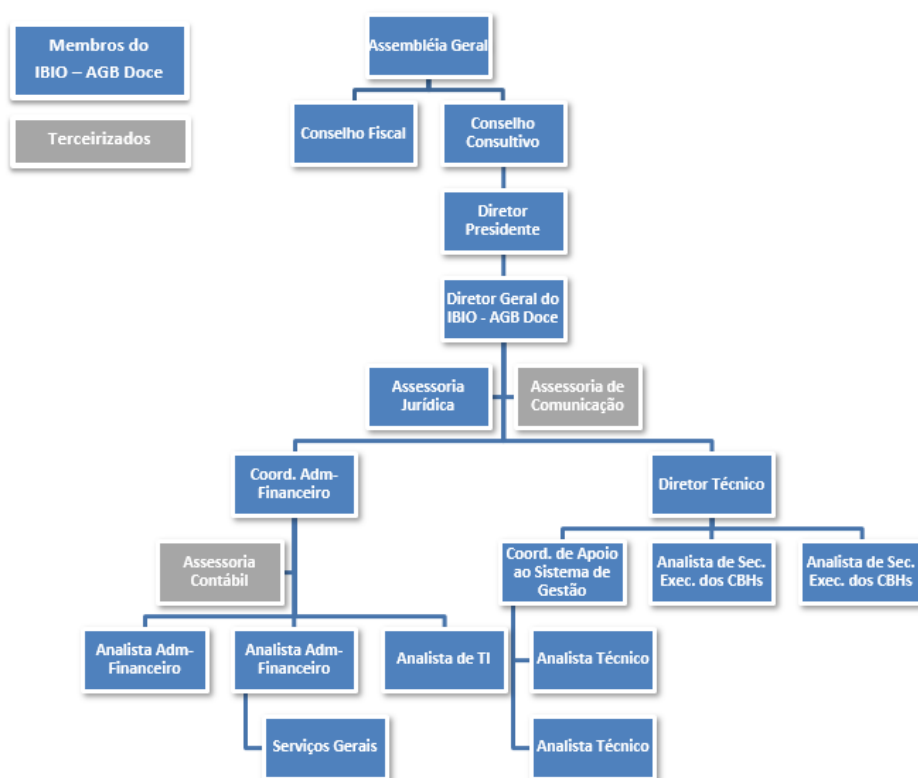 Membros do
IBIO – AGB Doce
Terceirizados
Assembléia Geral
Conselho Fiscal
Conselho
Consultivo
Diretor
Presidente
Diretor Geral do
IBIO - AGB Doce
Assessoria
Jurídica
Assessoria de
Comunicação
Coord. Adm-
Financeiro
Diretor Técnico
Assessoria
Contábil
Coord. de Apoio
ao Sistema de
Gestão
Analista de Sec.
Exec. dos CBHs
Analista de Sec.
Exec. dos CBHs
Analista Adm-
Financeiro
Analista Adm-
Financeiro
Analista de TI
Analista Técnico
Serviços Gerais
Analista Técnico